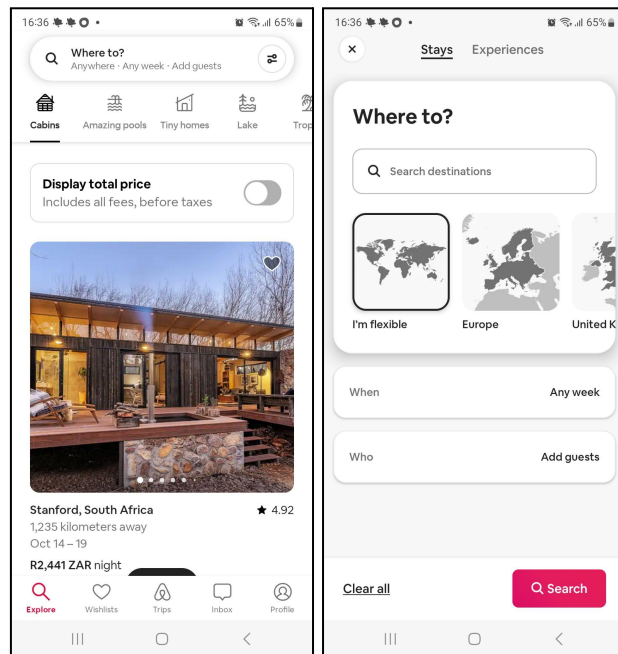 16:36
65%
Where to?
Anywhere · Any week · Add guests
Cabins Amazing pools Tiny homes Lake Trop
Display total price
Includes all fees, before taxes
Stanford, South Africa ★ 4.92
1,235 kilometers away
Oct 14 – 19
R2,441 ZAR night
Explore Wishlists Trips Inbox Profile
16:36
65%
Stays Experiences
Where to?
Search destinations
I'm flexible Europe United K
When Any week
Who Add guests
Clear all Search